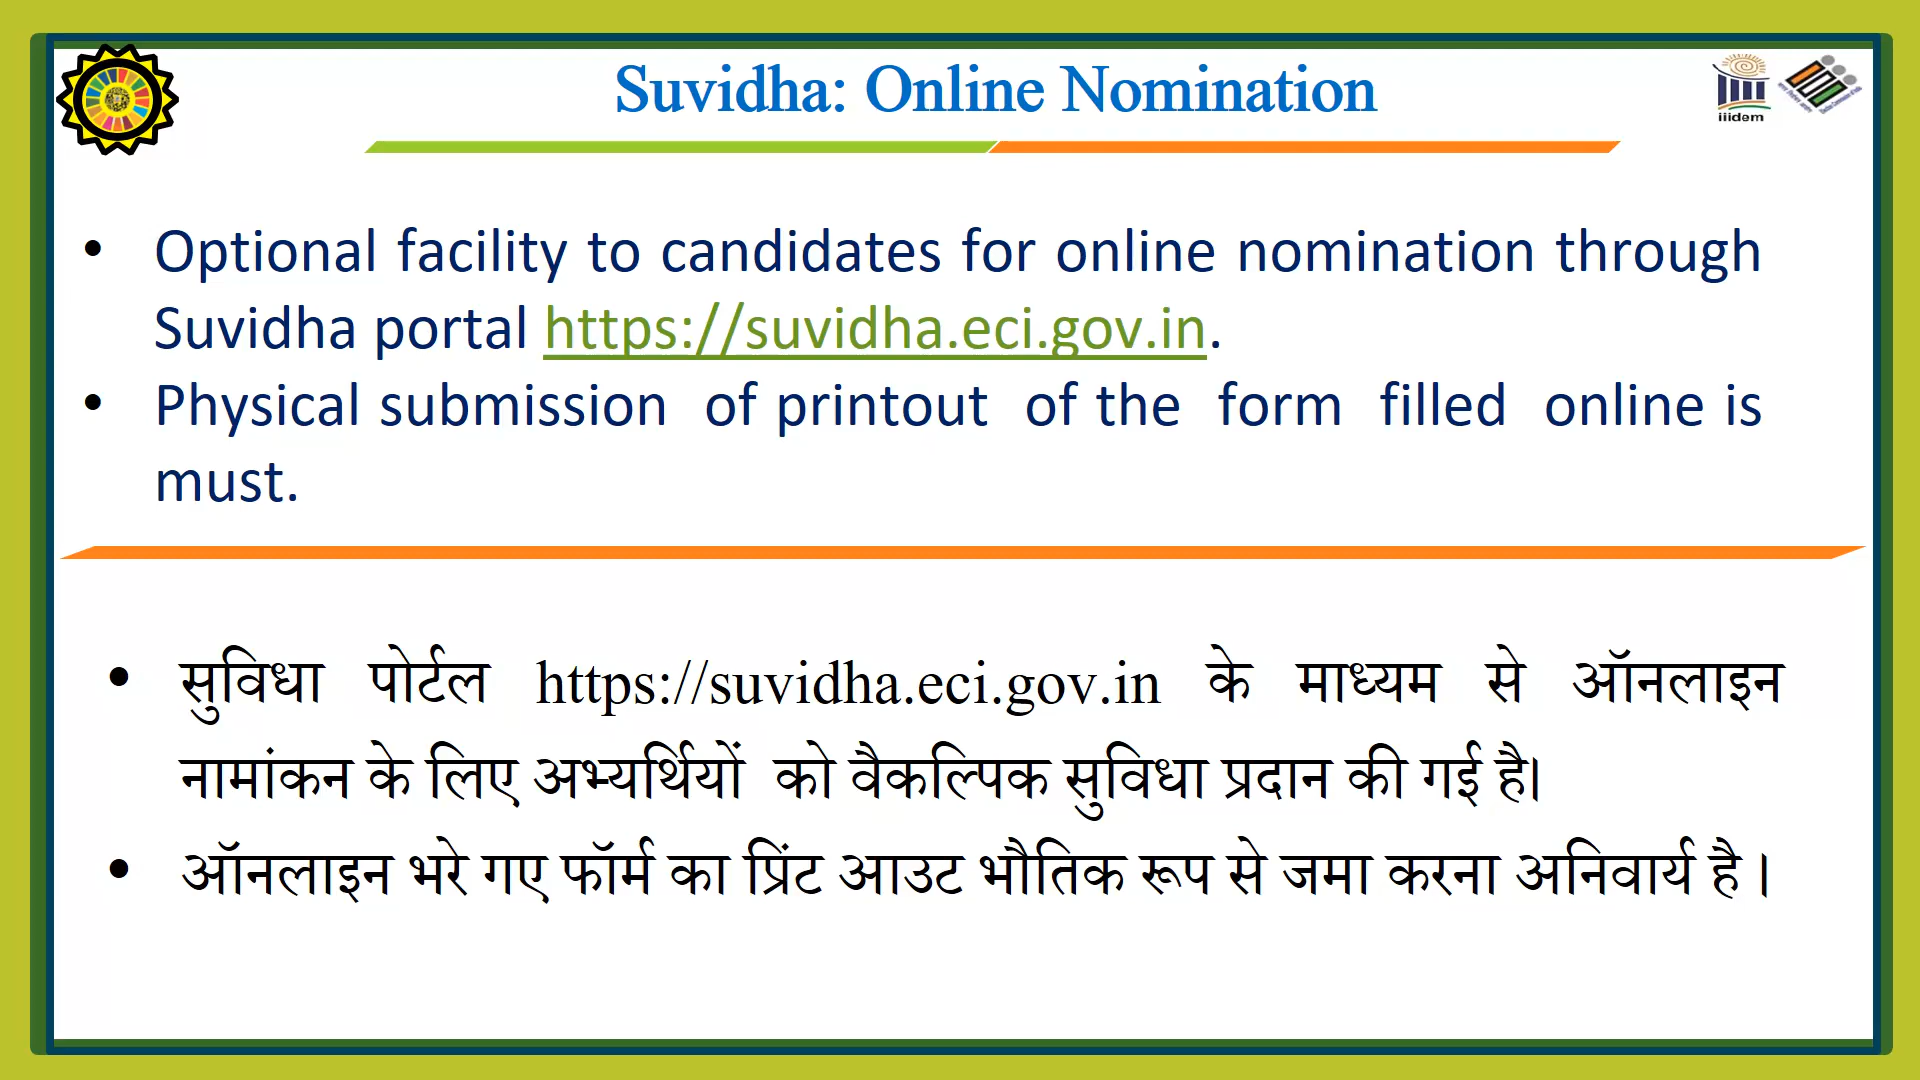 Suvidha: Online Nomination
iiidem
• Optional facility to candidates for online nomination through
Suvidha portal https://suvidha.eci.gov.in.
• Physical submission of printout of the form filled online is
must.
• सुविधा पोर्टल https://suvidha.eci.gov.in के माध्यम से ऑनलाइन
नामांकन के लिए अभ्यर्थियों को वैकल्पिक सुविधा प्रदान की गई है।
• ऑनलाइन भरे गए फॉर्म का प्रिंट आउट भौतिक रूप से जमा करना अनिवार्य है।